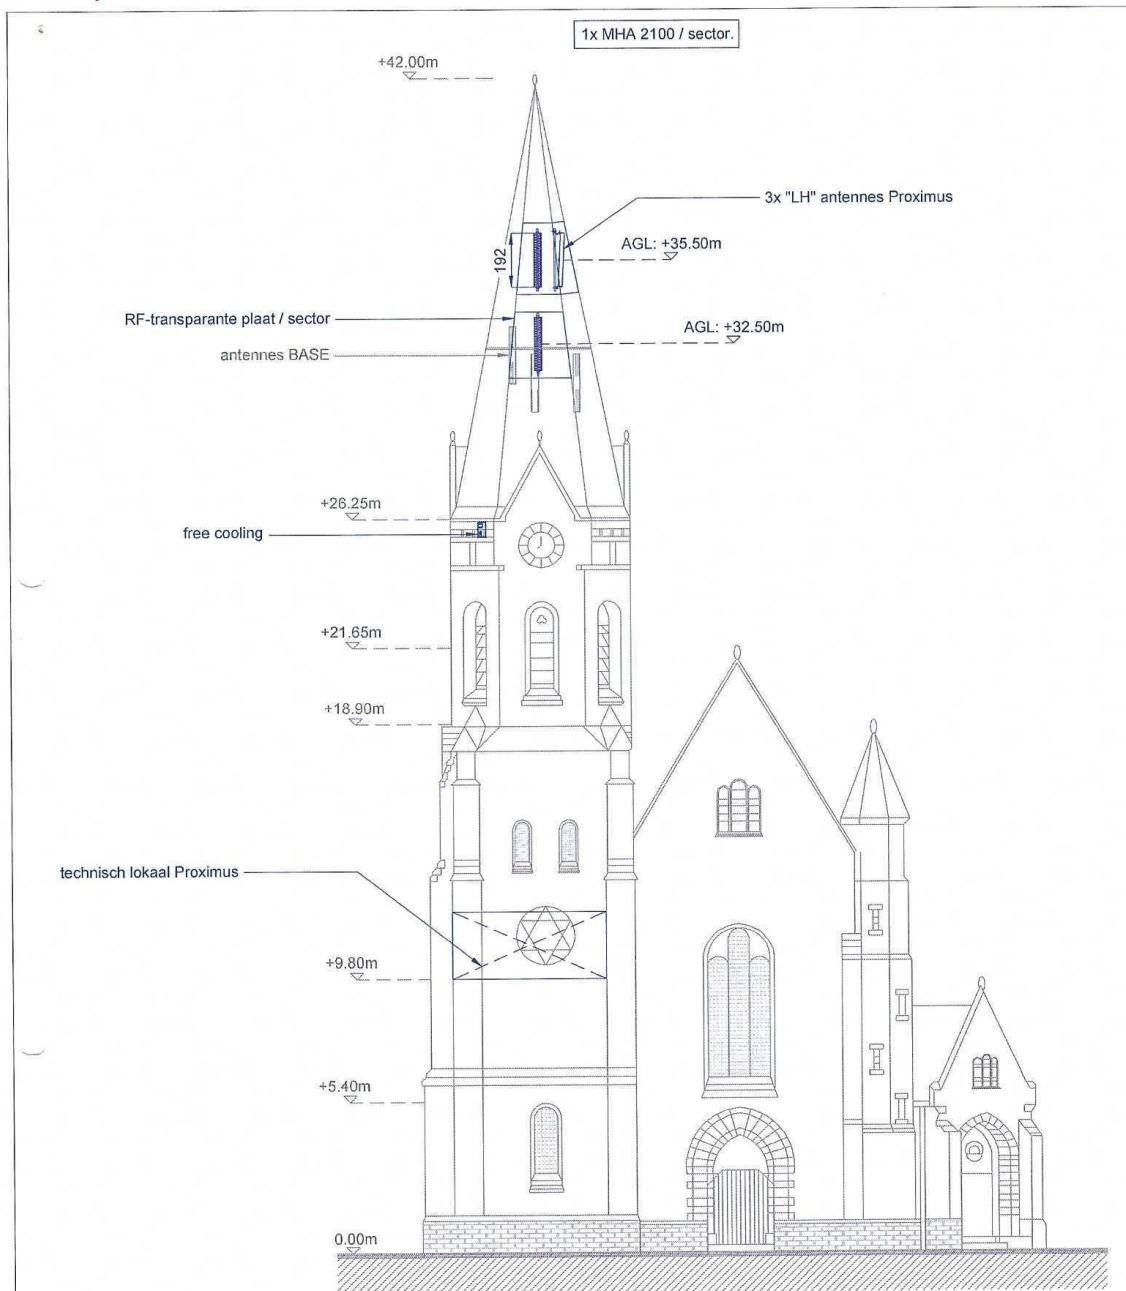 1x MHA 2100 / sector.
+42.00m
3x "LH" antennes Proximus
192
AGL: +35.50m
RF-transparante plaat / sector
AGL: +32.50m
antennes BASE
+26.25m
free cooling
+21.65m
+18.90m
technisch lokaal Proximus
+9.80m
+5.40m
0.00m